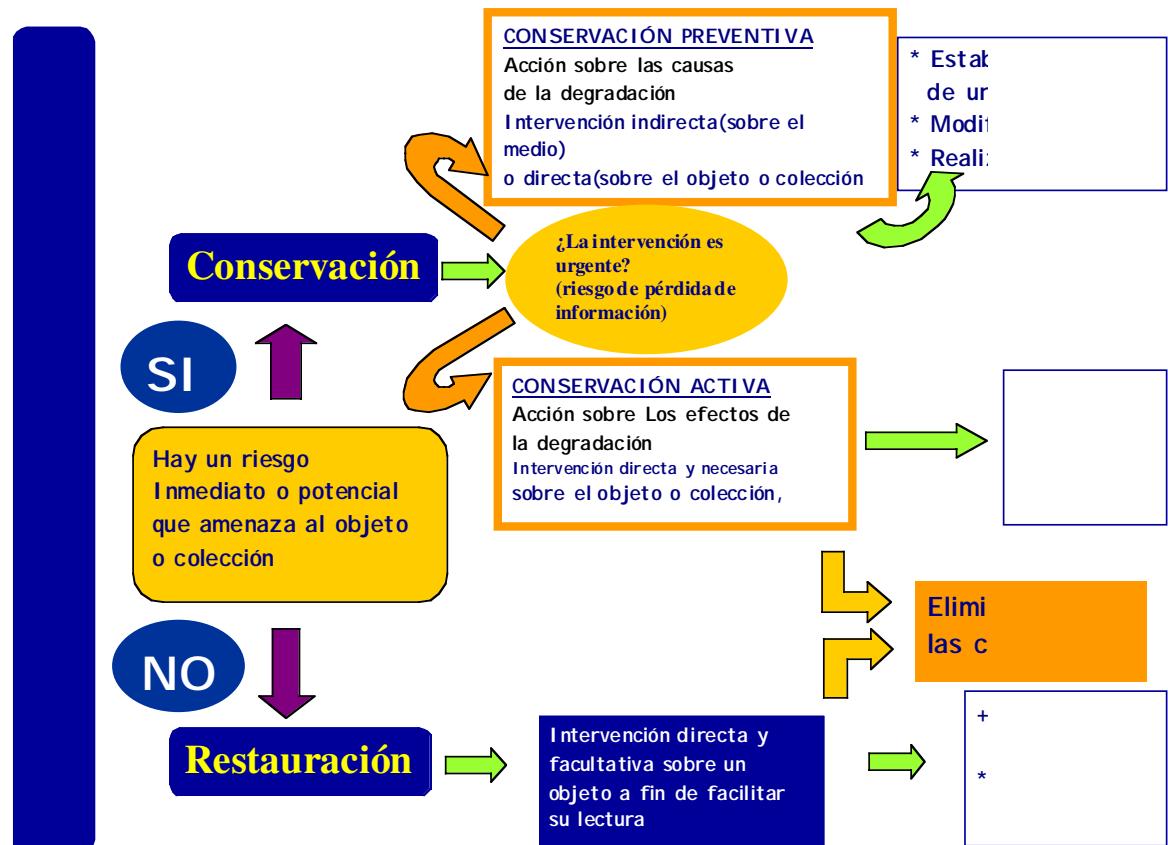 CONSERVACIÓN PREVENTIVA
Acción sobre las causas
de la degradación
Intervención indirecta(sobre el
medio)
o directa(sobre el objeto o colección
* Estab
de un
* Modif
* Realiz
Conservación
¿La intervención es
urgente?
(riesgo de pérdida de
información)
SI
CONSERVACIÓN ACTIVA
Acción sobre Los efectos de
la degradación
Intervención directa y necesaria
sobre el objeto o colección,
Hay un riesgo
Inmediato o potencial
que amenaza al objeto
o colección
Elimi
las c
NO
Restauración
Intervención directa y
facultativa sobre un
objeto a fin de facilitar
su lectura
+
*